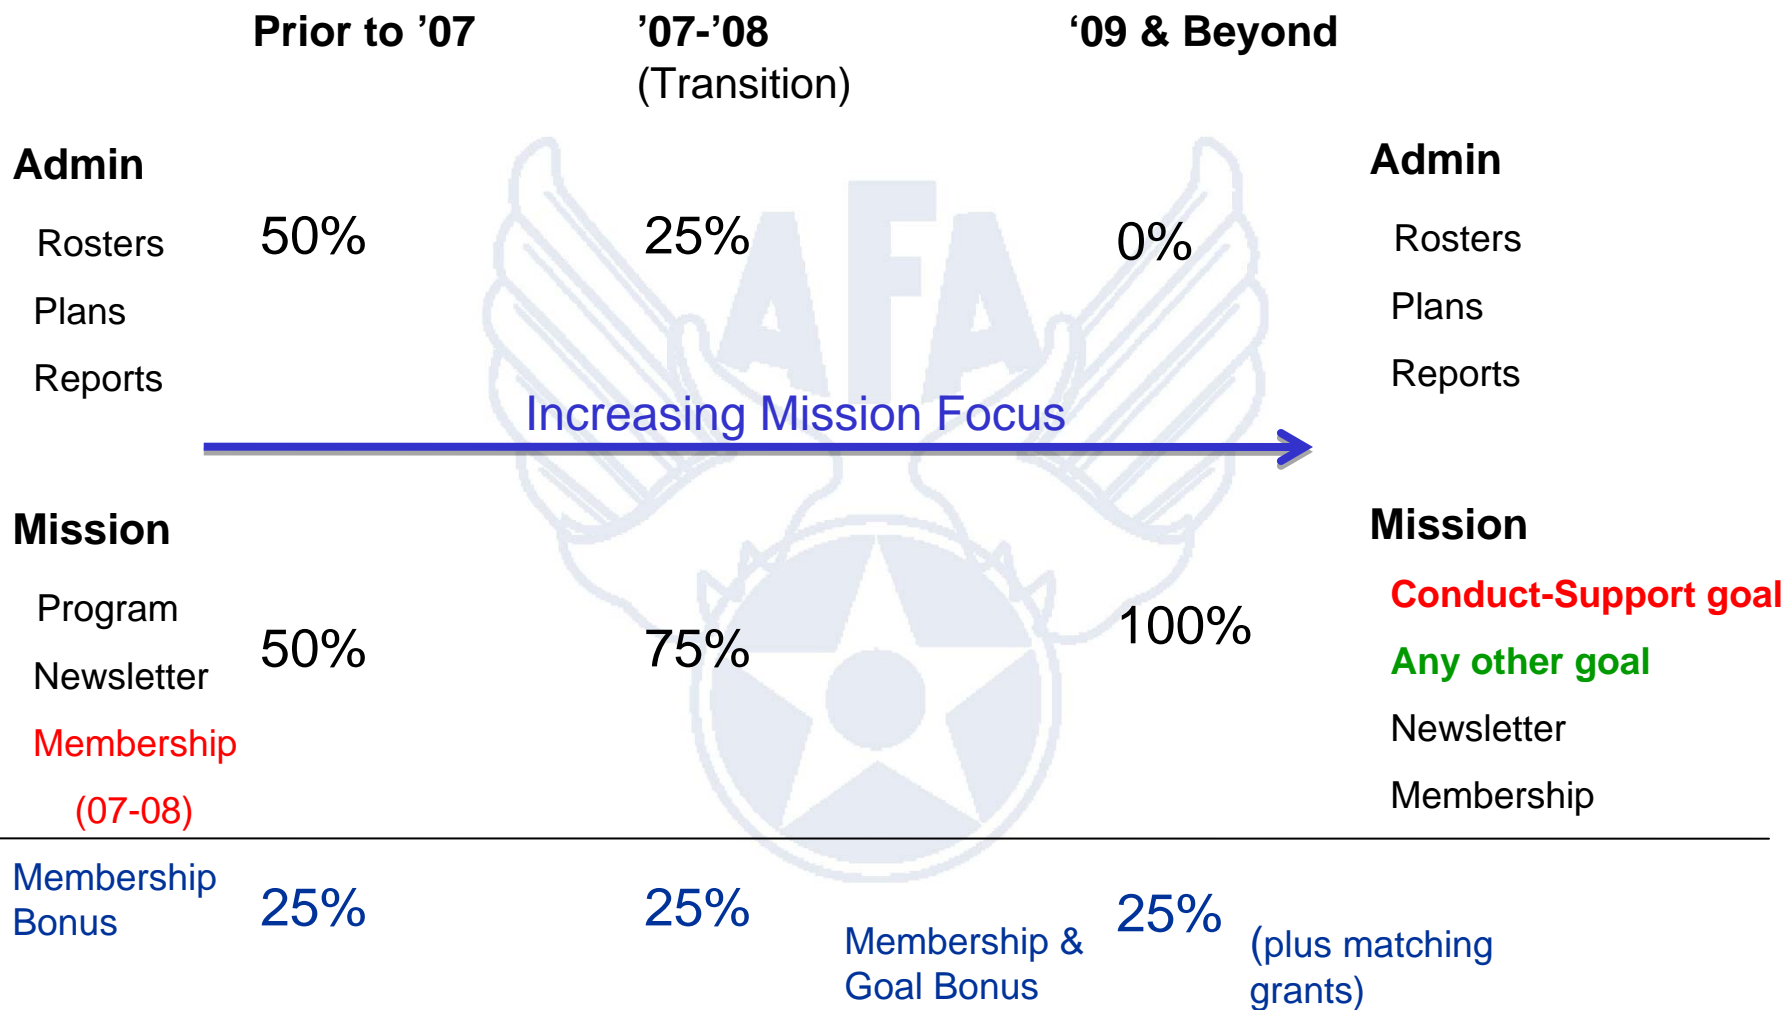 Prior to ’07 ’07-’08 ‘09 & Beyond
(Transition)
Admin Admin
Rosters 50% 25% 0% Rosters
Plans Plans
Reports Reports
AFA
Increasing Mission Focus
Mission Mission
Program 50% 75% 100% Conduct-Support goal
Newsletter Any other goal
Membership Newsletter
(07-08) Membership
Membership 25% 25% 25%
Bonus
Membership & (plus matching
Goal Bonus grants)